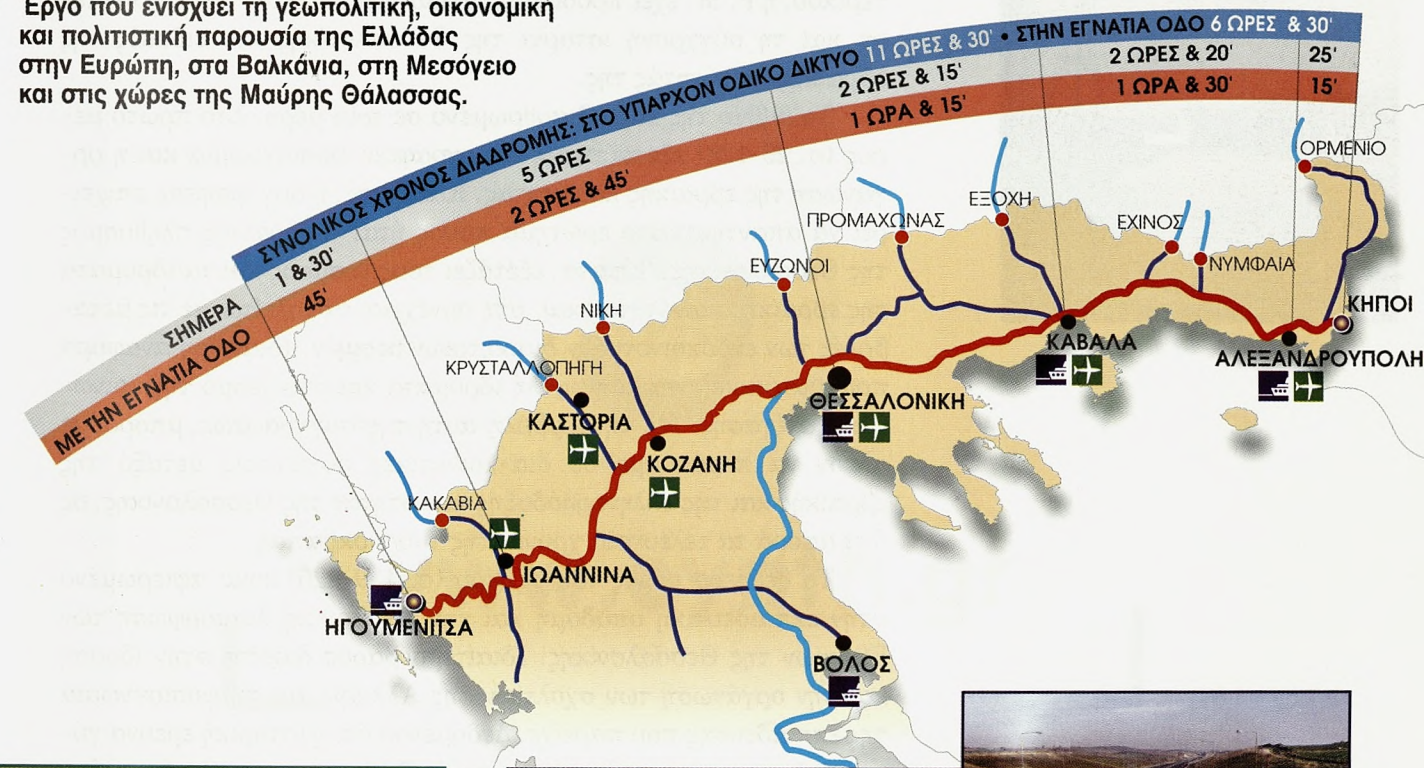 Έργο που ενισχύει τη γεωπολιτική, οικονομική
και πολιτιστική παρουσία της Ελλάδας
στην Ευρώπη, στα Βαλκάνια, στη Μεσόγειο
και στις χώρες της Μαύρης Θάλασσας.
ΣΥΝΟΛΙΚΟΣ ΧΡΟΝΟΣ ΔΙΑΔΡΟΜΗΣ: ΣΤΟ ΥΠΑΡΧΟΝ ΟΔΙΚΟ ΔΙΚΤΥΟ 11 ΩΡΕΣ & 30' • ΣΤΗΝ ΕΓΝΑΤΙΑ ΟΔΟ 6 ΩΡΕΣ & 30'
ΣΗΜΕΡΑ 1 & 30' 5 ΩΡΕΣ 2 ΩΡΕΣ & 15' 2 ΩΡΕΣ & 20' 25'
ΜΕ ΤΗΝ ΕΓΝΑΤΙΑ ΟΔΟ 45' 2 ΩΡΕΣ & 45' 1 ΩΡΑ & 15' 1 ΩΡΑ & 30' 15'
ΟΡΜΕΝΙΟ
ΕΞΟΧΗ
ΠΡΟΜΑΧΩΝΑΣ
ΕΧΙΝΟΣ
ΝΥΜΦΑΙΑ
ΕΥΖΩΝΟΙ
ΚΗΠΟΙ
ΝΙΚΗ
ΚΑΒΑΛΑ
ΑΛΕΞΑΝΔΡΟΥΠΟΛΗ
ΚΡΥΣΤΑΛΛΟΠΗΓΗ
ΘΕΣΣΑΛΟΝΙΚΗ
ΚΑΣΤΟΡΙΑ
ΚΟΖΑΝΗ
ΚΑΚΑΒΙΑ
ΙΩΑΝΝΙΝΑ
ΗΓΟΥΜΕΝΙΤΣΑ
ΒΟΛΟΣ